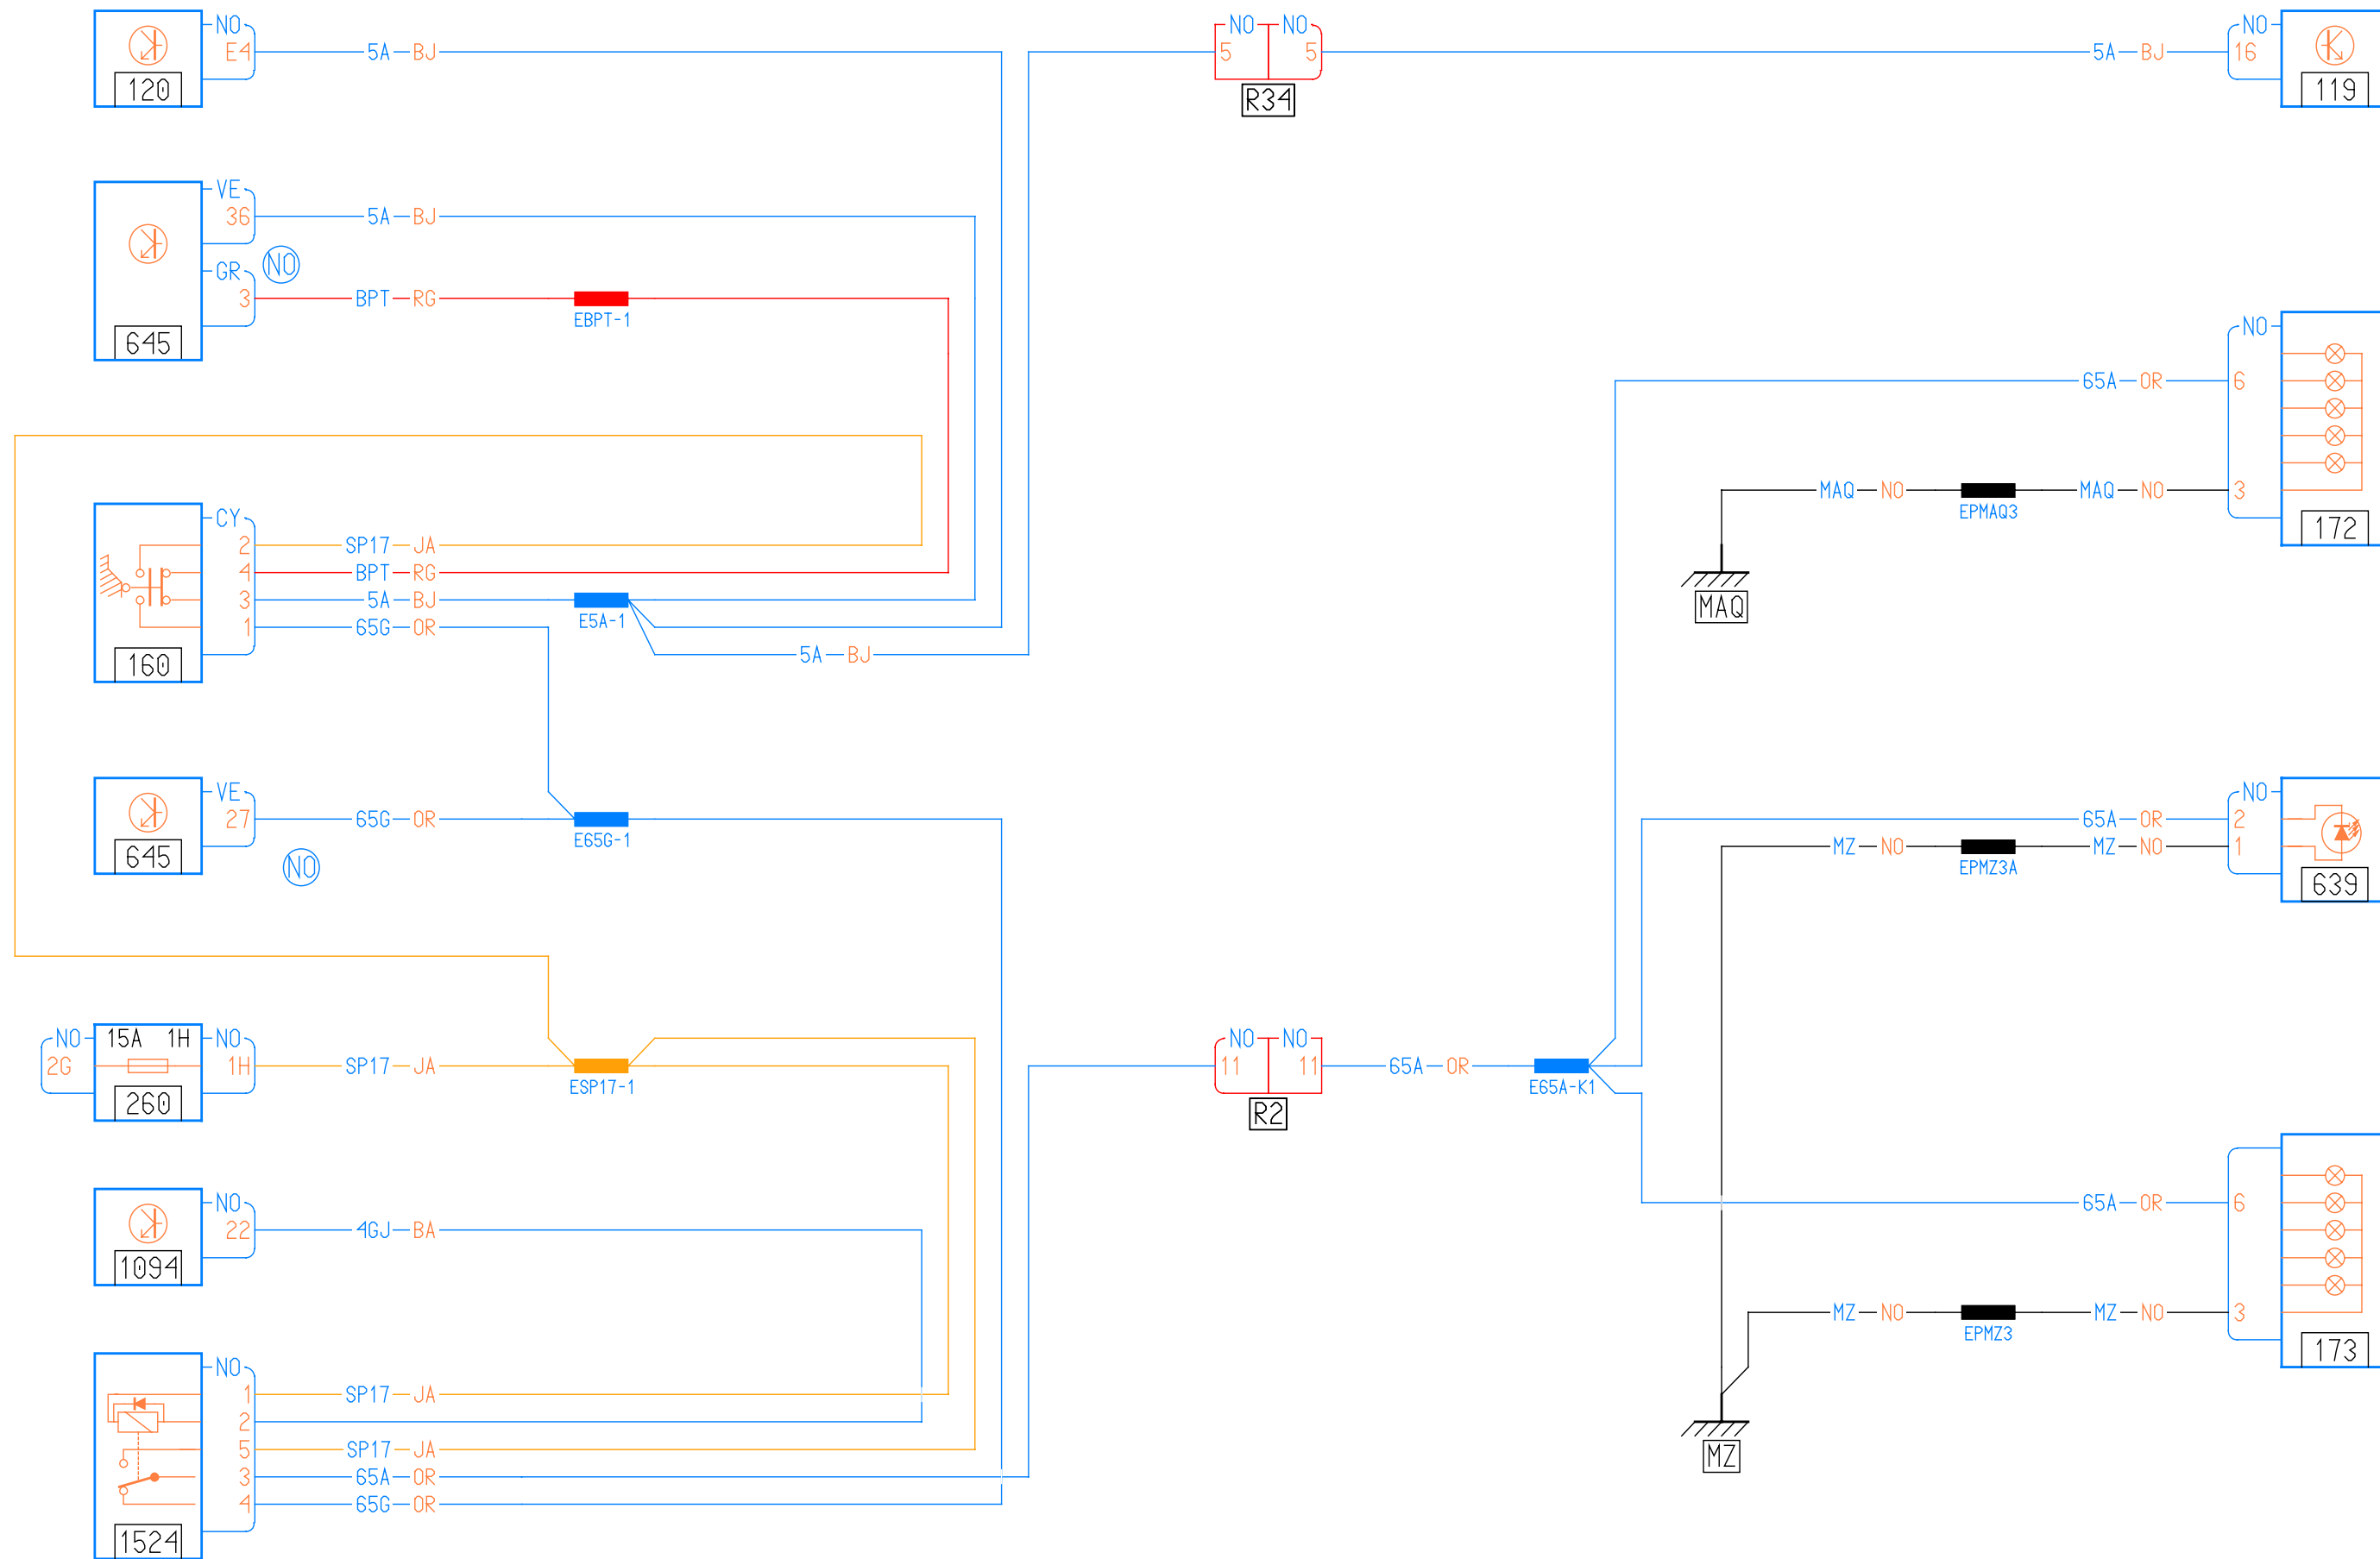 NO
E4 5A BJ
120
NO NO
5 5
R34
5A BJ
NO
16
119
VE
36 5A BJ
GR NO
3 BPT RG
EBPT-1
645
NO
65A OR 6
MAQ NO MAQ NO 3
EPMAQ3
172
MAQ
CY
2 SP17 JA
4 BPT RG
3 5A BJ
E5A-1
1 65G OR
5A BJ
160
VE
27 65G OR
E65G-1
645
NO
NO
65A OR 2
MZ NO MZ NO 1
EPMZ3A
639
NO 15A 1H NO
2G 1H SP17 JA
ESP17-1
260
NO NO
11 11 65A OR
E65A-K1
R2
NO
22 4GJ BA
1094
65A OR 6
MZ NO MZ NO 3
EPMZ3
173
MZ
NO
1 SP17 JA
2
5 SP17 JA
3 65A OR
4 65G OR
1524